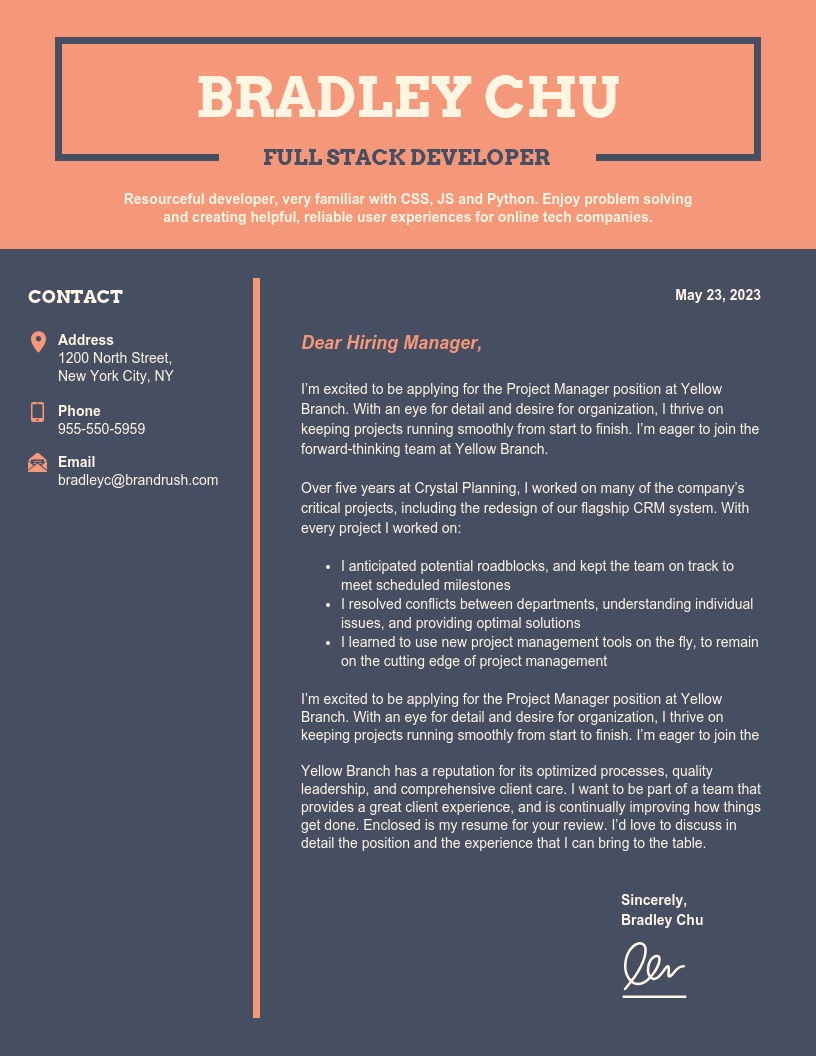 BRADLEY CHU
FULL STACK DEVELOPER
Resourceful developer, very familiar with CSS, JS and Python. Enjoy problem solving
and creating helpful, reliable user experiences for online tech companies.
CONTACT
Address
1200 North Street,
New York City, NY
Phone
955-550-5959
Email
bradleyc@brandrush.com
May 23, 2023
Dear Hiring Manager,
I’m excited to be applying for the Project Manager position at Yellow
Branch. With an eye for detail and desire for organization, I thrive on
keeping projects running smoothly from start to finish. I’m eager to join the
forward-thinking team at Yellow Branch.
Over five years at Crystal Planning, I worked on many of the company’s
critical projects, including the redesign of our flagship CRM system. With
every project I worked on:
• I anticipated potential roadblocks, and kept the team on track to
meet scheduled milestones
• I resolved conflicts between departments, understanding individual
issues, and providing optimal solutions
• I learned to use new project management tools on the fly, to remain
on the cutting edge of project management
I’m excited to be applying for the Project Manager position at Yellow
Branch. With an eye for detail and desire for organization, I thrive on
keeping projects running smoothly from start to finish. I’m eager to join the
Yellow Branch has a reputation for its optimized processes, quality
leadership, and comprehensive client care. I want to be part of a team that
provides a great client experience, and is continually improving how things
get done. Enclosed is my resume for your review. I’d love to discuss in
detail the position and the experience that I can bring to the table.
Sincerely,
Bradley Chu